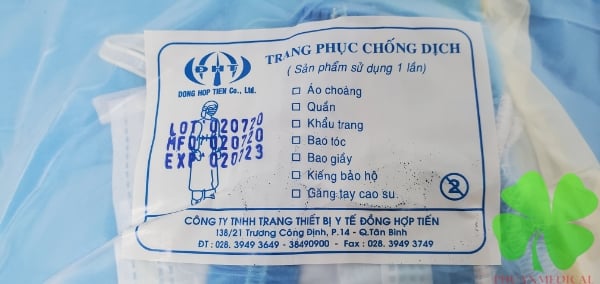 TRANG PHỤC CHỐNG DỊCH
(Sản phẩm sử dụng 1 lần)
ĐHT
DONG HOP TIEN Co., Ltd.
LOT 020720
MFG 020720
EXP 020723
Áo choàng
Quần
Khẩu trang
Bao tóc
Bao giầy
Kiếng bảo hộ
Găng tay cao su
2
CÔNG TY TNHH TRANG THIẾT BỊ Y TẾ ĐỒNG HỢP TIẾN
138/21 Trương Công Định, P.14 - Q.Tân Bình
ĐT : 028. 3949 3649 - 38490900 - Fax : 028. 3949 3749
MEDICAL